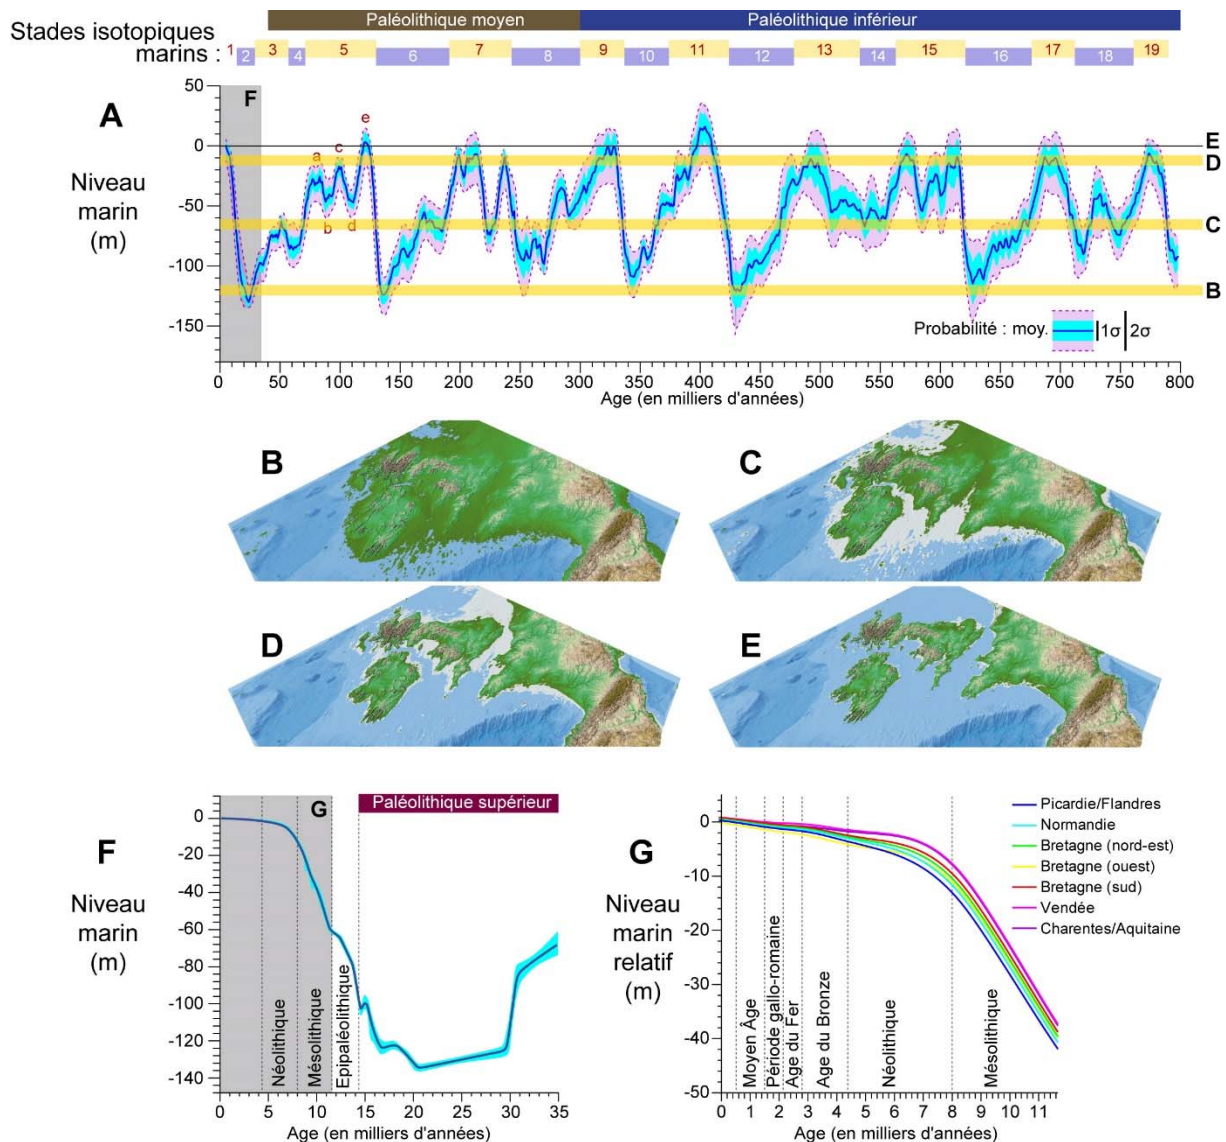 Paléolithique moyen
Paléolithique inférieur
Stades isotopiques
marins :
1 3 5 7 9 11 13 15 17 19
2 4 6 8 10 12 14 16 18
A
Niveau
marin
(m)
50
0
-50
-100
-150
F
a
b
c
d
e
E
D
C
B
Probabilité : moy. 1σ 2σ
0 50 100 150 200 250 300 350 400 450 500 550 600 650 700 750 800
Age (en milliers d'années)
B
C
D
E
F
Niveau
marin
(m)
0
-20
-40
-60
-80
-100
-120
-140
G
Paléolithique supérieur
Néolithique
Mésolithique
Epipaléolithique
0 5 10 15 20 25 30 35
Age (en milliers d'années)
G
Niveau
marin
relatif
(m)
0
-10
-20
-30
-40
-50
Moyen Âge
Période gallo-romaine
Age du Fer
Age du Bronze
Néolithique
Mésolithique
0 1 2 3 4 5 6 7 8 9 10 11
Age (en milliers d'années)
Picardie/Flandres
Normandie
Bretagne (nord-est)
Bretagne (ouest)
Bretagne (sud)
Vendée
Charentes/Aquitaine